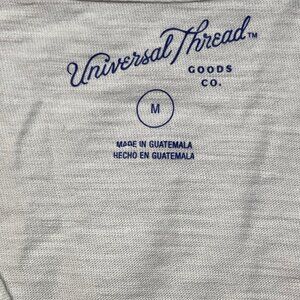 Universal Thread™
GOODS
CO.
M
MADE IN GUATEMALA
HECHO EN GUATEMALA